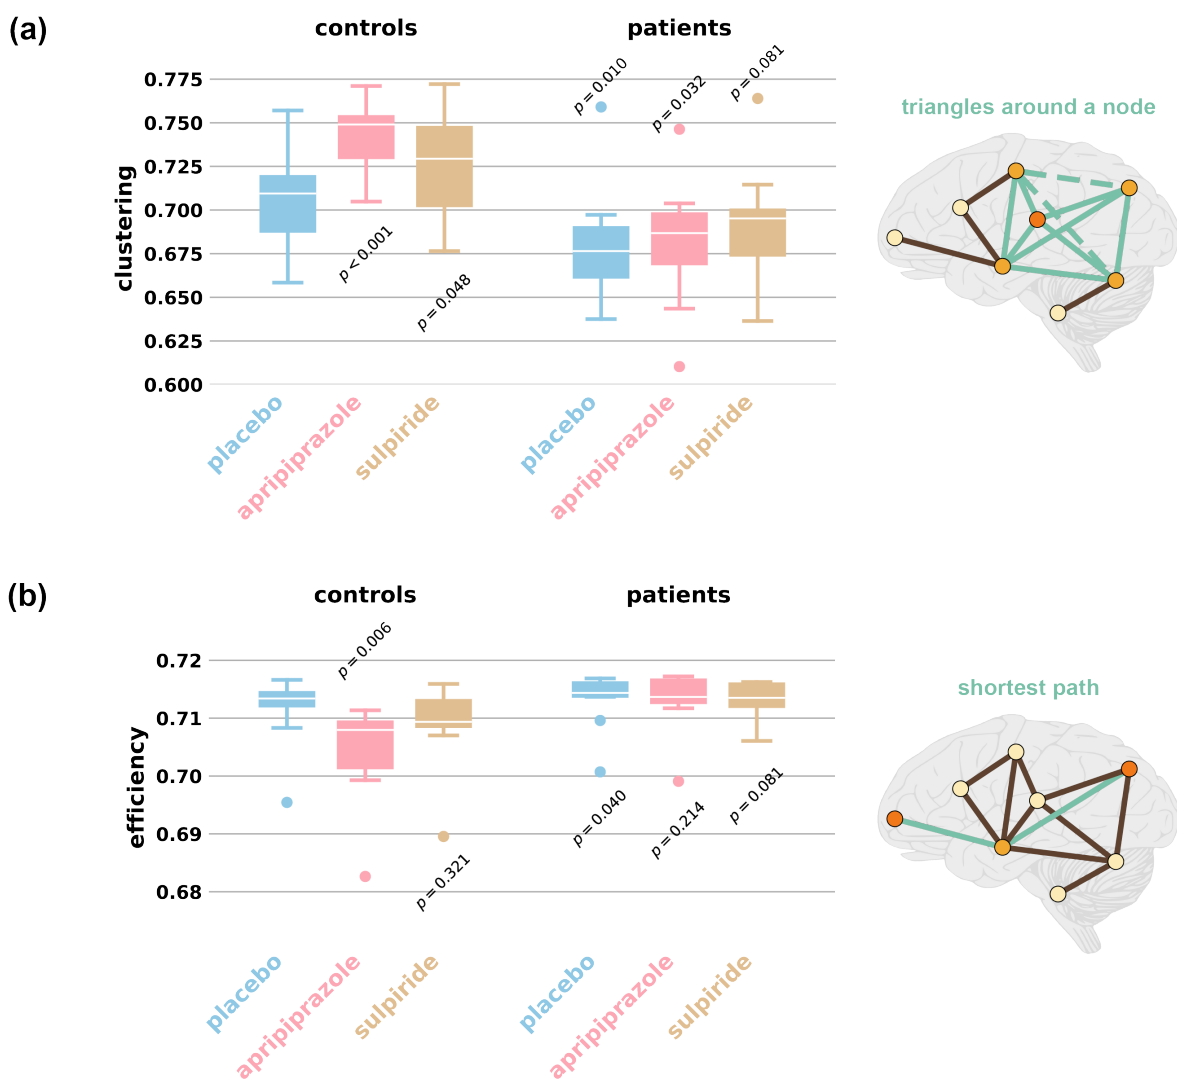 (a)
controls
patients
0.775
0.750
0.725
0.700
0.675
0.650
0.625
0.600
clustering
p < 0.001
p = 0.048
p = 0.010
p = 0.032
p = 0.081
placebo
apripiprazole
sulpiride
placebo
apripiprazole
sulpiride
triangles around a node
(b)
controls
patients
0.72
0.71
0.70
0.69
0.68
efficiency
p = 0.006
p = 0.321
p = 0.040
p = 0.214
p = 0.081
placebo
apripiprazole
sulpiride
placebo
apripiprazole
sulpiride
shortest path